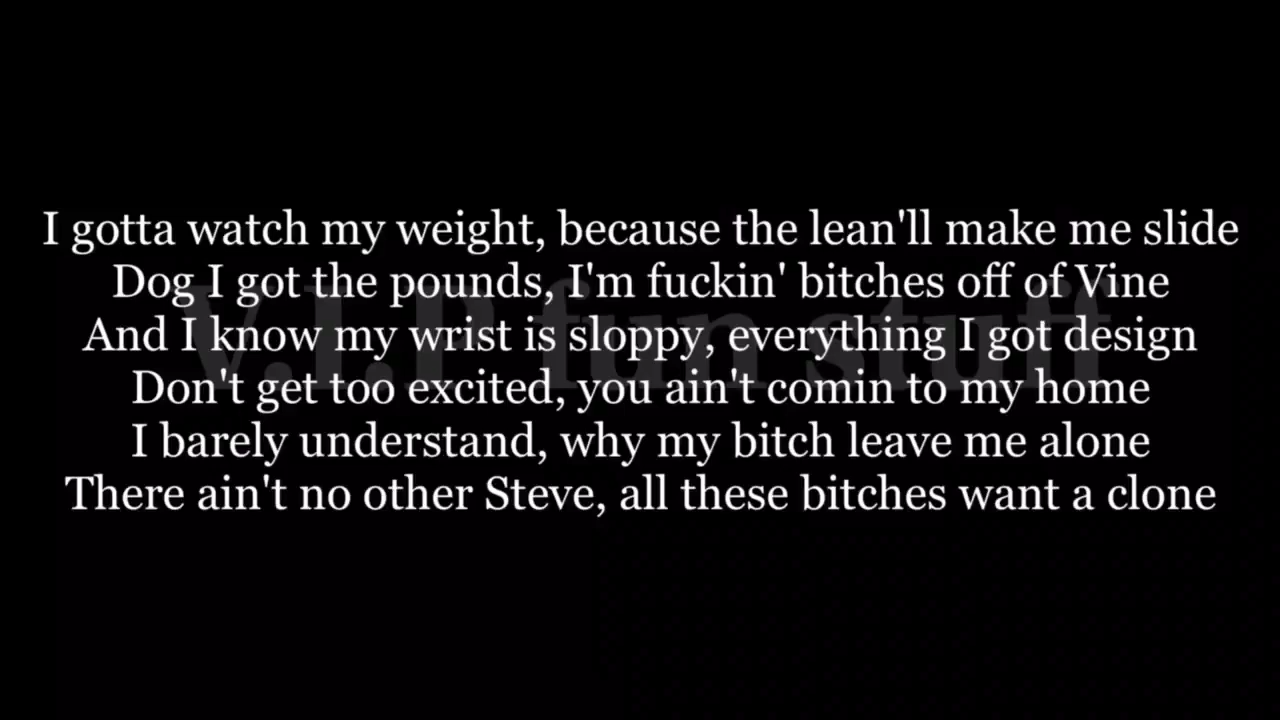 I gotta watch my weight, because the lean'll make me slide
Dog I got the pounds, I'm fuckin' bitches off of Vine
And I know my wrist is sloppy, everything I got design
Don't get too excited, you ain't comin to my home
I barely understand, why my bitch leave me alone
There ain't no other Steve, all these bitches want a clone
V.I.P fun stuff